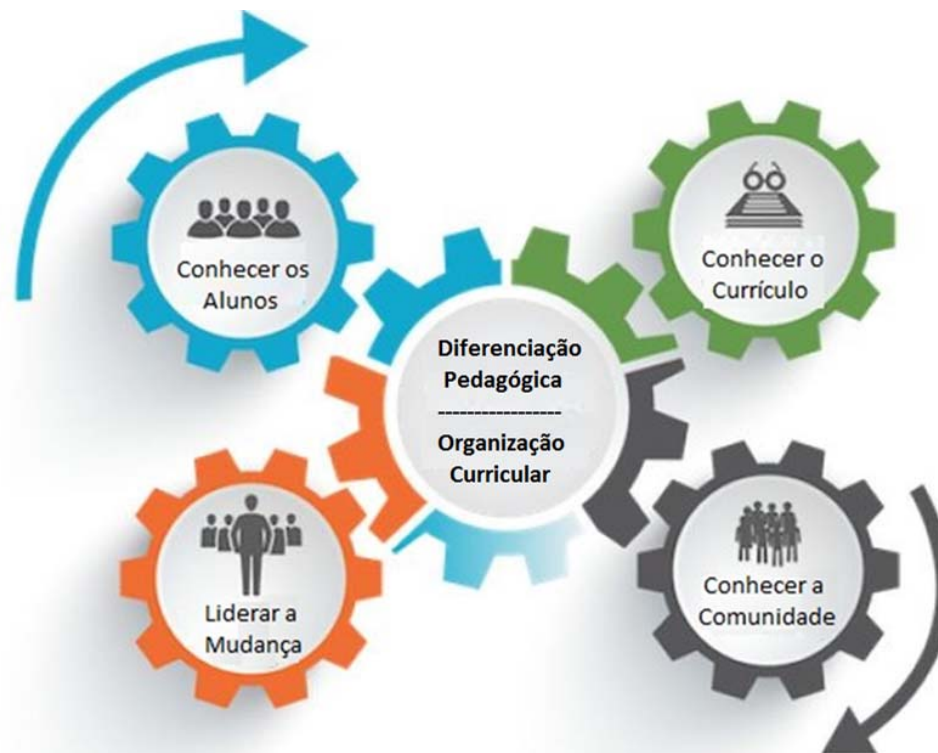 Conhecer os
Alunos
Conhecer o
Currículo
Diferenciação
Pedagógica
-----------------
Organização
Curricular
Liderar a
Mudança
Conhecer a
Comunidade